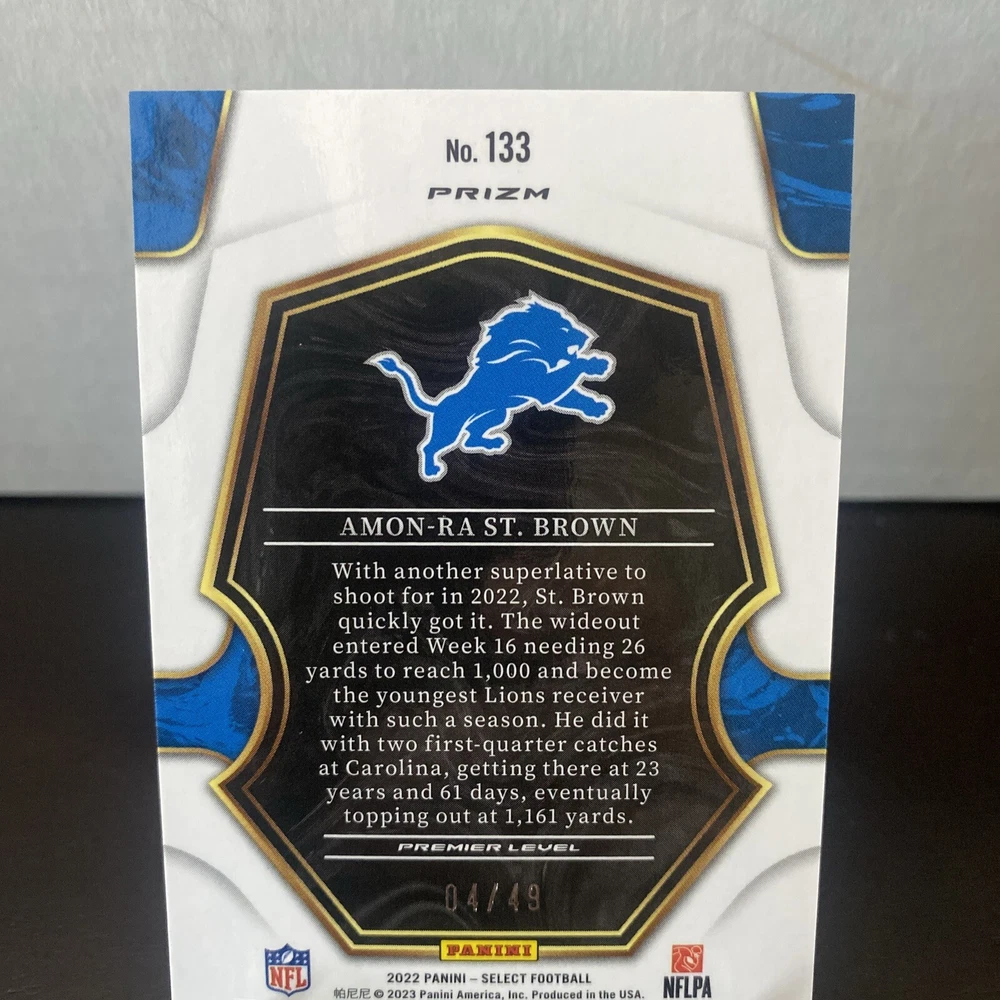 No. 133
PRIZM
AMON-RA ST. BROWN
With another superlative to
shoot for in 2022, St. Brown
quickly got it. The wideout
entered Week 16 needing 26
yards to reach 1,000 and become
the youngest Lions receiver
with such a season. He did it
with two first-quarter catches
at Carolina, getting there at 23
years and 61 days, eventually
topping out at 1,161 yards.
PREMIER LEVEL
04/49
PANINI
NFL
2022 PANINI – SELECT FOOTBALL
帕尼尼 © 2023 Panini America, Inc. Produced in the USA.
NFLPA